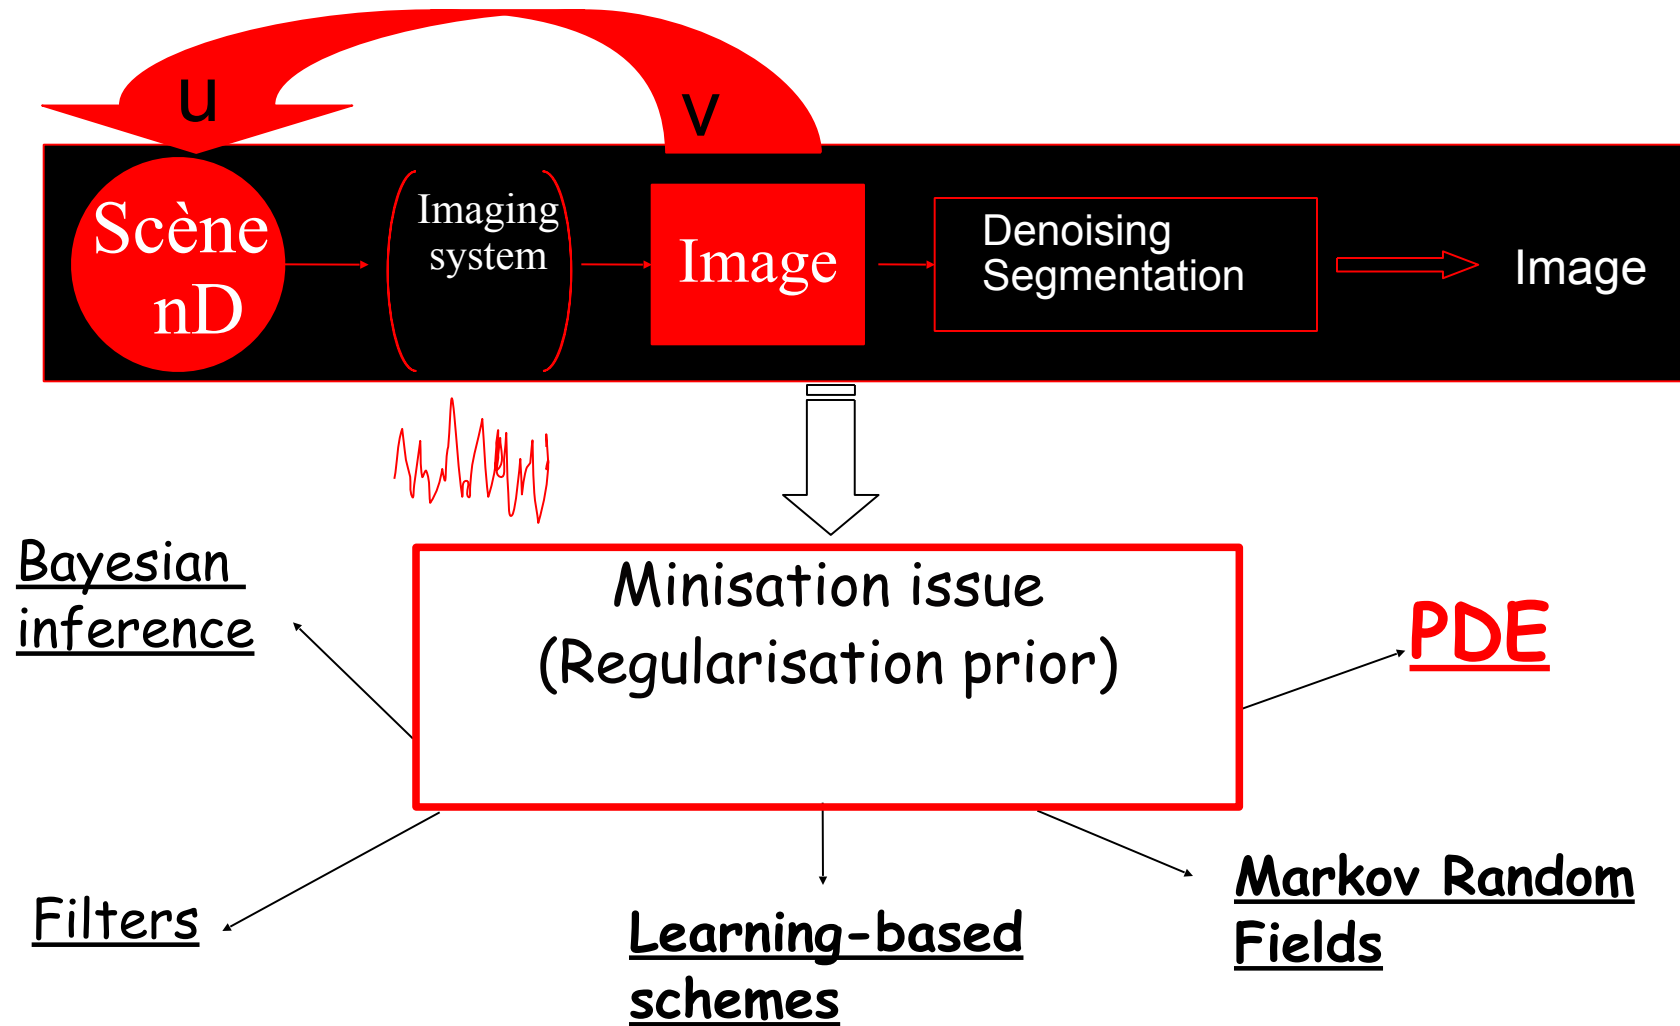 u
v
Scène
nD
Imaging
system
Image
Denoising
Segmentation
Image
Bayesian
inference
Minisation issue
(Regularisation prior)
PDE
Filters
Learning-based
schemes
Markov Random
Fields